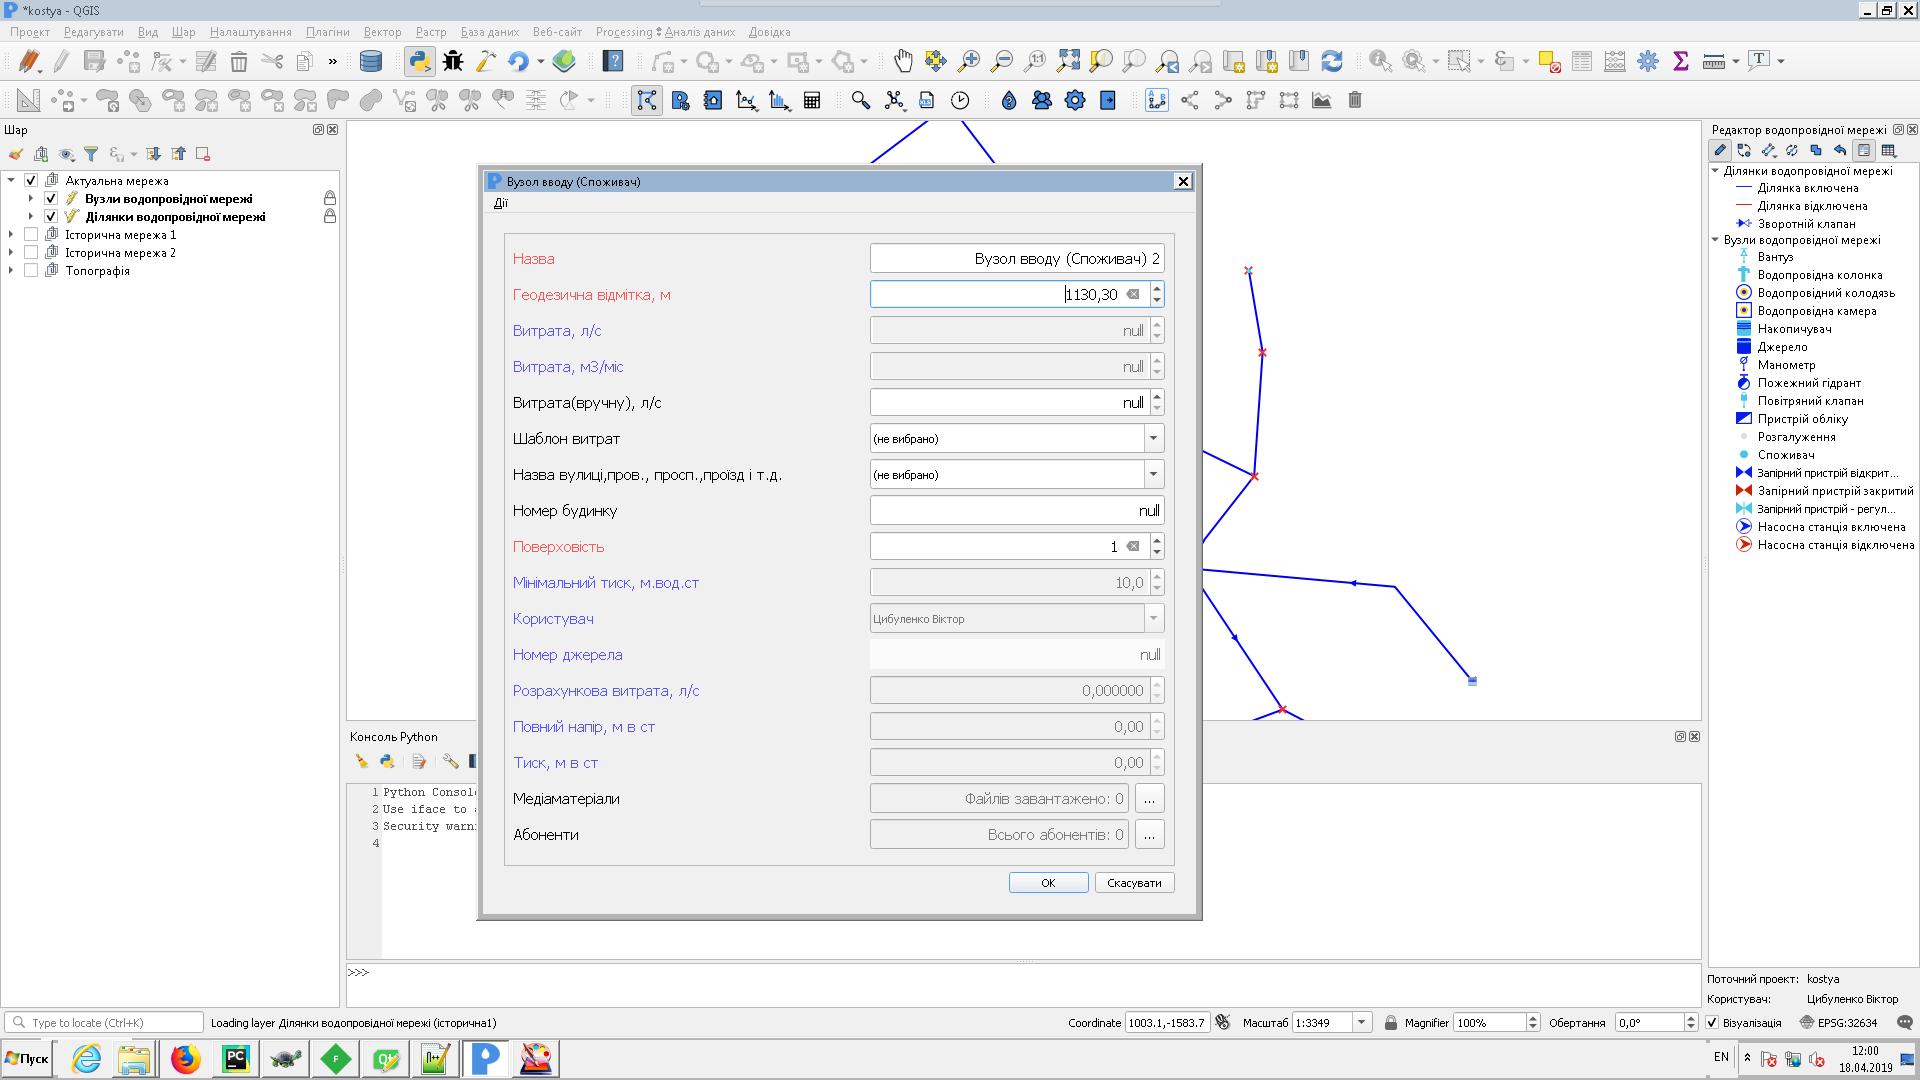 *kostya - QGIS
Проєкт Редагувати Вид Шар Налаштування Плагіни Вектор Растр База даних Веб-сайт Processing Аналіз даних Довідка
Шар
Актуальна мережа
Вузли водопровідної мережі
Ділянки водопровідної мережі
Історична мережа 1
Історична мережа 2
Топографія
Вузол вводу (Споживач)
Дії
Назва Вузол вводу (Споживач) 2
Геодезична відмітка, м 1130,30
Витрата, л/с null
Витрата, м3/міс null
Витрата(вручну), л/с null
Шаблон витрат (не вибрано)
Назва вулиці,пров., просп.,проїзд і т.д. (не вибрано)
Номер будинку null
Поверховість 1
Мінімальний тиск, м.вод.ст 10,0
Користувач Цибуленко Віктор
Номер джерела null
Розрахункова витрата, л/с 0,000000
Повний напір, м в ст 0,00
Тиск, м в ст 0,00
Медіаматеріали Файлів завантажено: 0 ...
Абоненти Всього абонентів: 0 ...
OK Скасувати
Консоль Python
1 Python Consol
2 Use iface to
3 Security warn
4
>>>
Редактор водопровідної мережі
Ділянки водопровідної мережі
Ділянка включена
Ділянка відключена
Зворотній клапан
Вузли водопровідної мережі
Вантуз
Водопровідна колонка
Водопровідний колодязь
Водопровідна камера
Накопичувач
Джерело
Манометр
Пожежний гідрант
Повітряний клапан
Пристрій обліку
Розгалуження
Споживач
Запірний пристрій відкрит...
Запірний пристрій закритий
Запірний пристрій - регул...
Насосна станція включена
Насосна станція відключена
Поточний проект: kostya
Користувач: Цибуленко Віктор
Type to locate (Ctrl+K) Loading layer Ділянки водопровідної мережі (історична1) Coordinate 1003.1,-1583.7 Масштаб 1:3349 Magnifier 100% Обертання 0,0° Візуалізація EPSG:32634
Пуск EN 12:00
18.04.2019